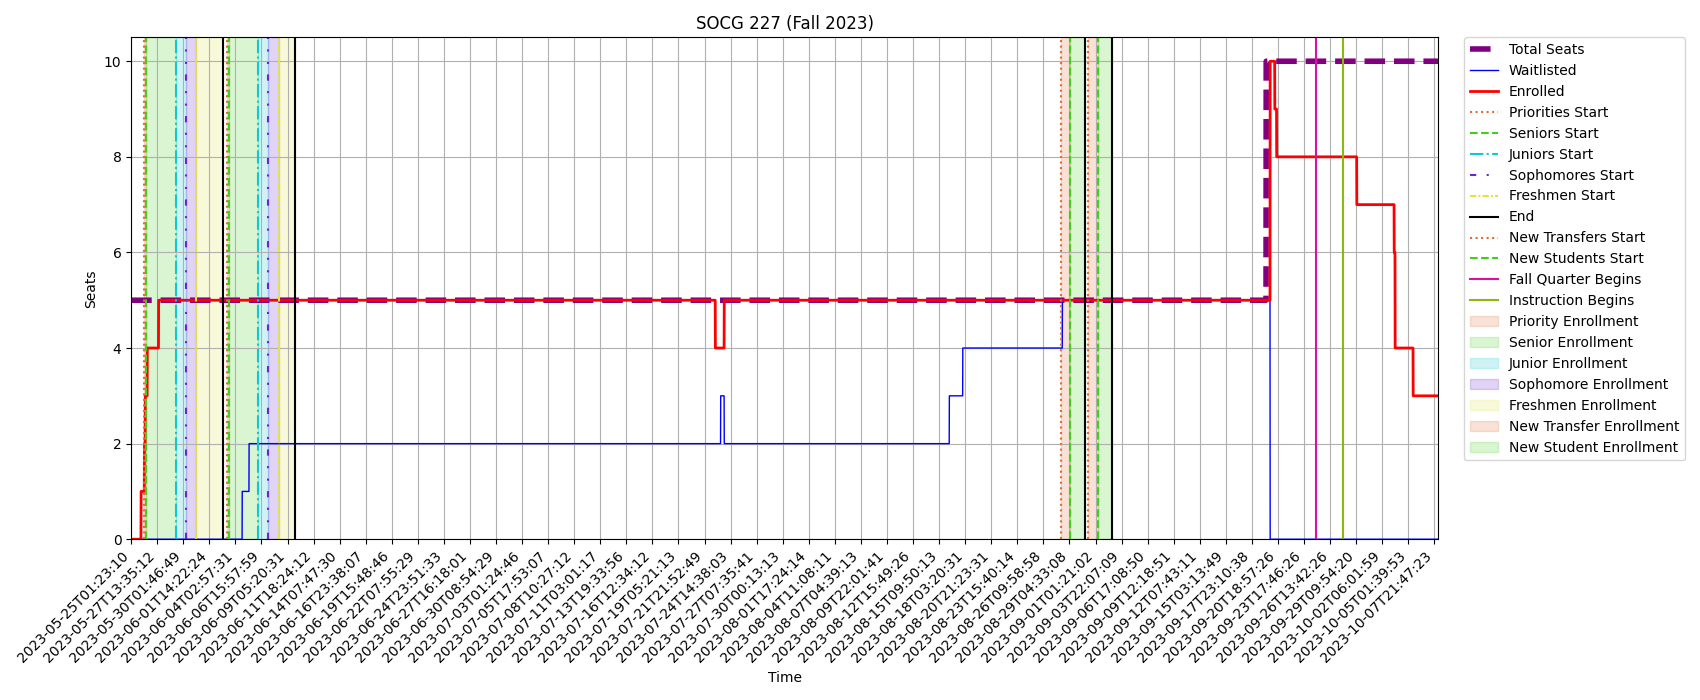 SOCG 227 (Fall 2023)
Seats
10
8
6
4
2
0
2023-05-25T01:23:10
2023-05-27T13:35:12
2023-05-30T01:46:49
2023-06-01T14:22:24
2023-06-04T02:57:31
2023-06-06T15:57:59
2023-06-09T05:20:31
2023-06-11T18:24:12
2023-06-14T07:47:30
2023-06-16T23:38:07
2023-06-19T15:48:46
2023-06-22T07:55:29
2023-06-24T23:51:33
2023-06-27T16:18:01
2023-06-30T08:54:29
2023-07-03T01:24:46
2023-07-05T17:53:07
2023-07-08T10:27:12
2023-07-11T03:01:17
2023-07-13T19:33:56
2023-07-16T12:34:12
2023-07-19T05:21:13
2023-07-21T21:52:49
2023-07-24T14:38:03
2023-07-27T07:35:41
2023-07-30T00:13:13
2023-08-01T17:24:14
2023-08-04T11:08:11
2023-08-07T04:39:13
2023-08-09T22:01:41
2023-08-12T15:49:26
2023-08-15T09:50:13
2023-08-18T03:20:31
2023-08-20T21:23:31
2023-08-23T15:40:14
2023-08-26T09:58:58
2023-08-29T04:33:08
2023-09-01T01:21:02
2023-09-03T22:07:09
2023-09-06T17:08:50
2023-09-09T12:18:51
2023-09-12T07:43:11
2023-09-15T03:13:49
2023-09-17T23:10:38
2023-09-20T18:57:26
2023-09-23T17:46:26
2023-09-26T13:42:26
2023-09-29T09:54:20
2023-10-02T06:01:59
2023-10-05T01:39:53
2023-10-07T21:47:23
Time
Total Seats
Waitlisted
Enrolled
Priorities Start
Seniors Start
Juniors Start
Sophomores Start
Freshmen Start
End
New Transfers Start
New Students Start
Fall Quarter Begins
Instruction Begins
Priority Enrollment
Senior Enrollment
Junior Enrollment
Sophomore Enrollment
Freshmen Enrollment
New Transfer Enrollment
New Student Enrollment